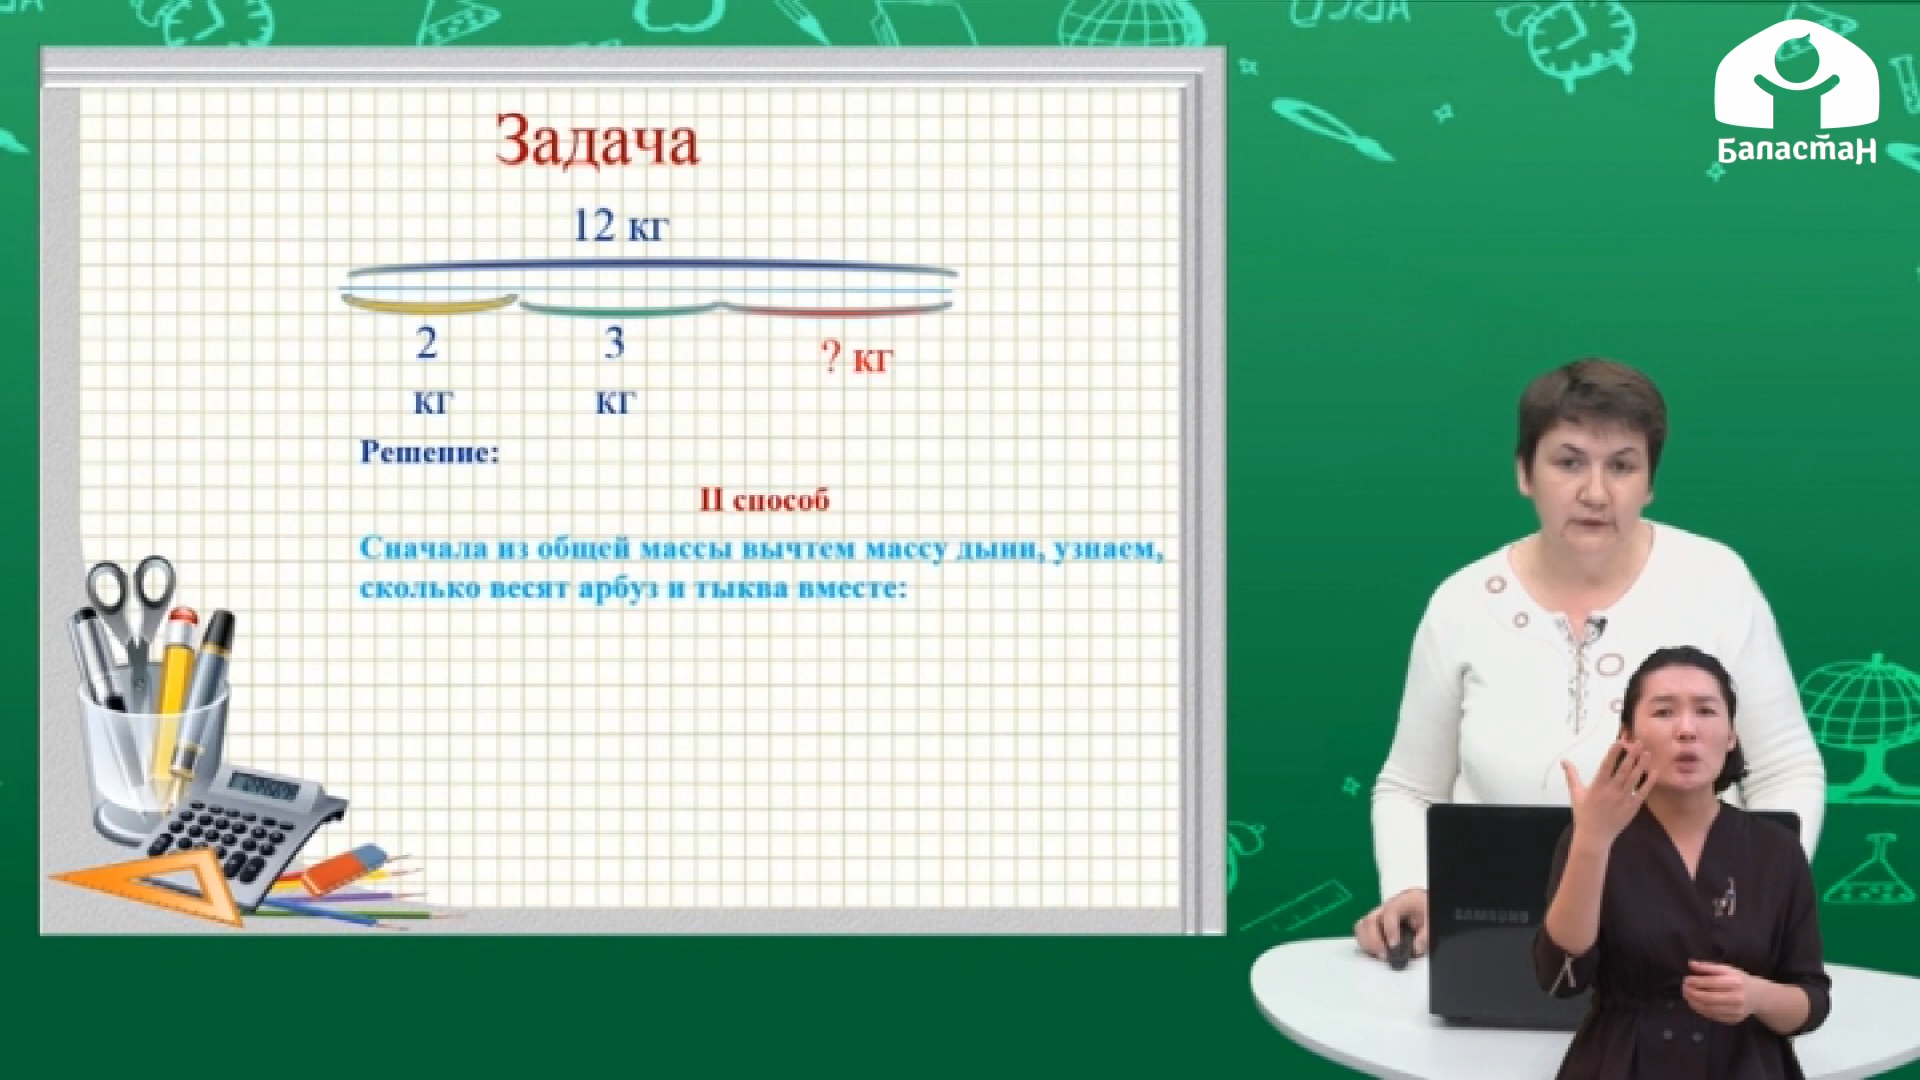 Баластан
Задача
12 кг
2 кг
3 кг
? кг
Решение:
II способ
Сначала из общей массы вычтем массу дыни, узнаем,
сколько весят арбуз и тыква вместе:
SAMSUNG